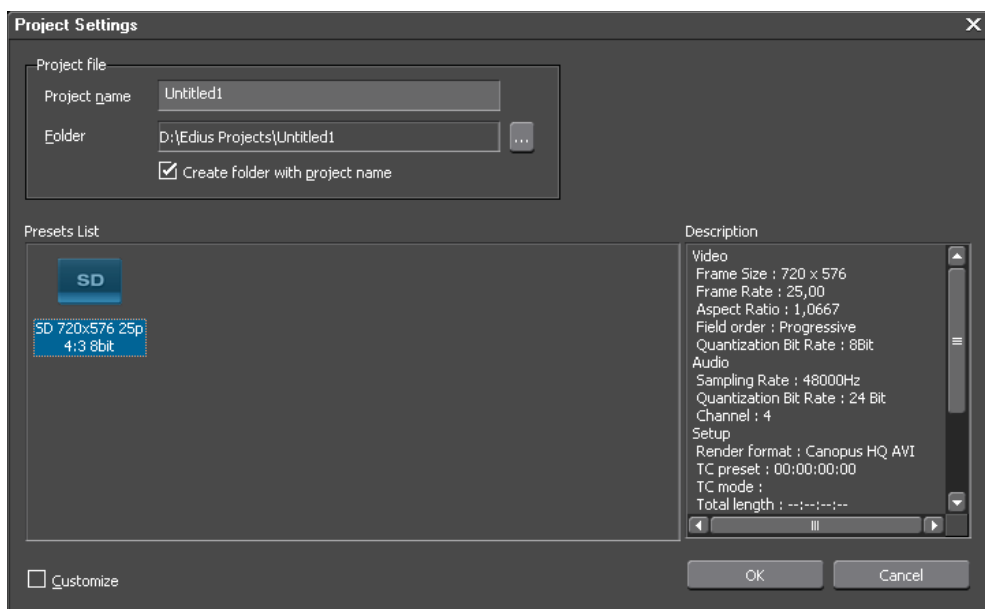 Project Settings
Project file
Project name
Untitled1
Folder
D:\Edius Projects\Untitled1
...
Create folder with project name
Presets List
SD
SD 720x576 25p
4:3 8bit
Description
Video
Frame Size : 720 x 576
Frame Rate : 25,00
Aspect Ratio : 1,0667
Field order : Progressive
Quantization Bit Rate : 8Bit
Audio
Sampling Rate : 48000Hz
Quantization Bit Rate : 24 Bit
Channel : 4
Setup
Render format : Canopus HQ AVI
TC preset : 00:00:00:00
TC mode :
Total length : --:--:--:--
Customize
OK
Cancel